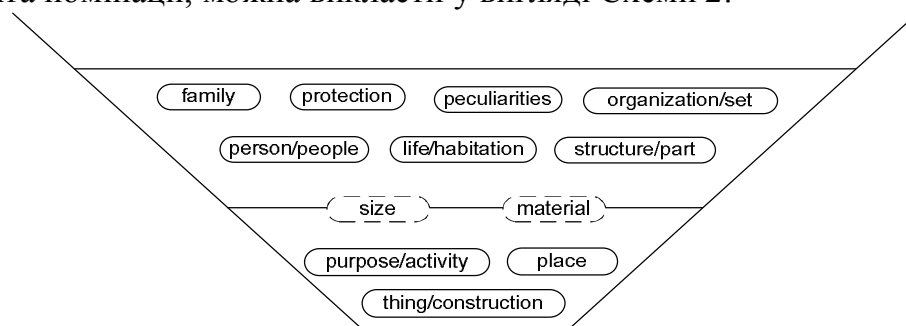 та номінації, можна викласти у вигляді Схеми 2.
family protection peculiarities organization/set
person/people life/habitation structure/part
size material
purpose/activity place
thing/construction